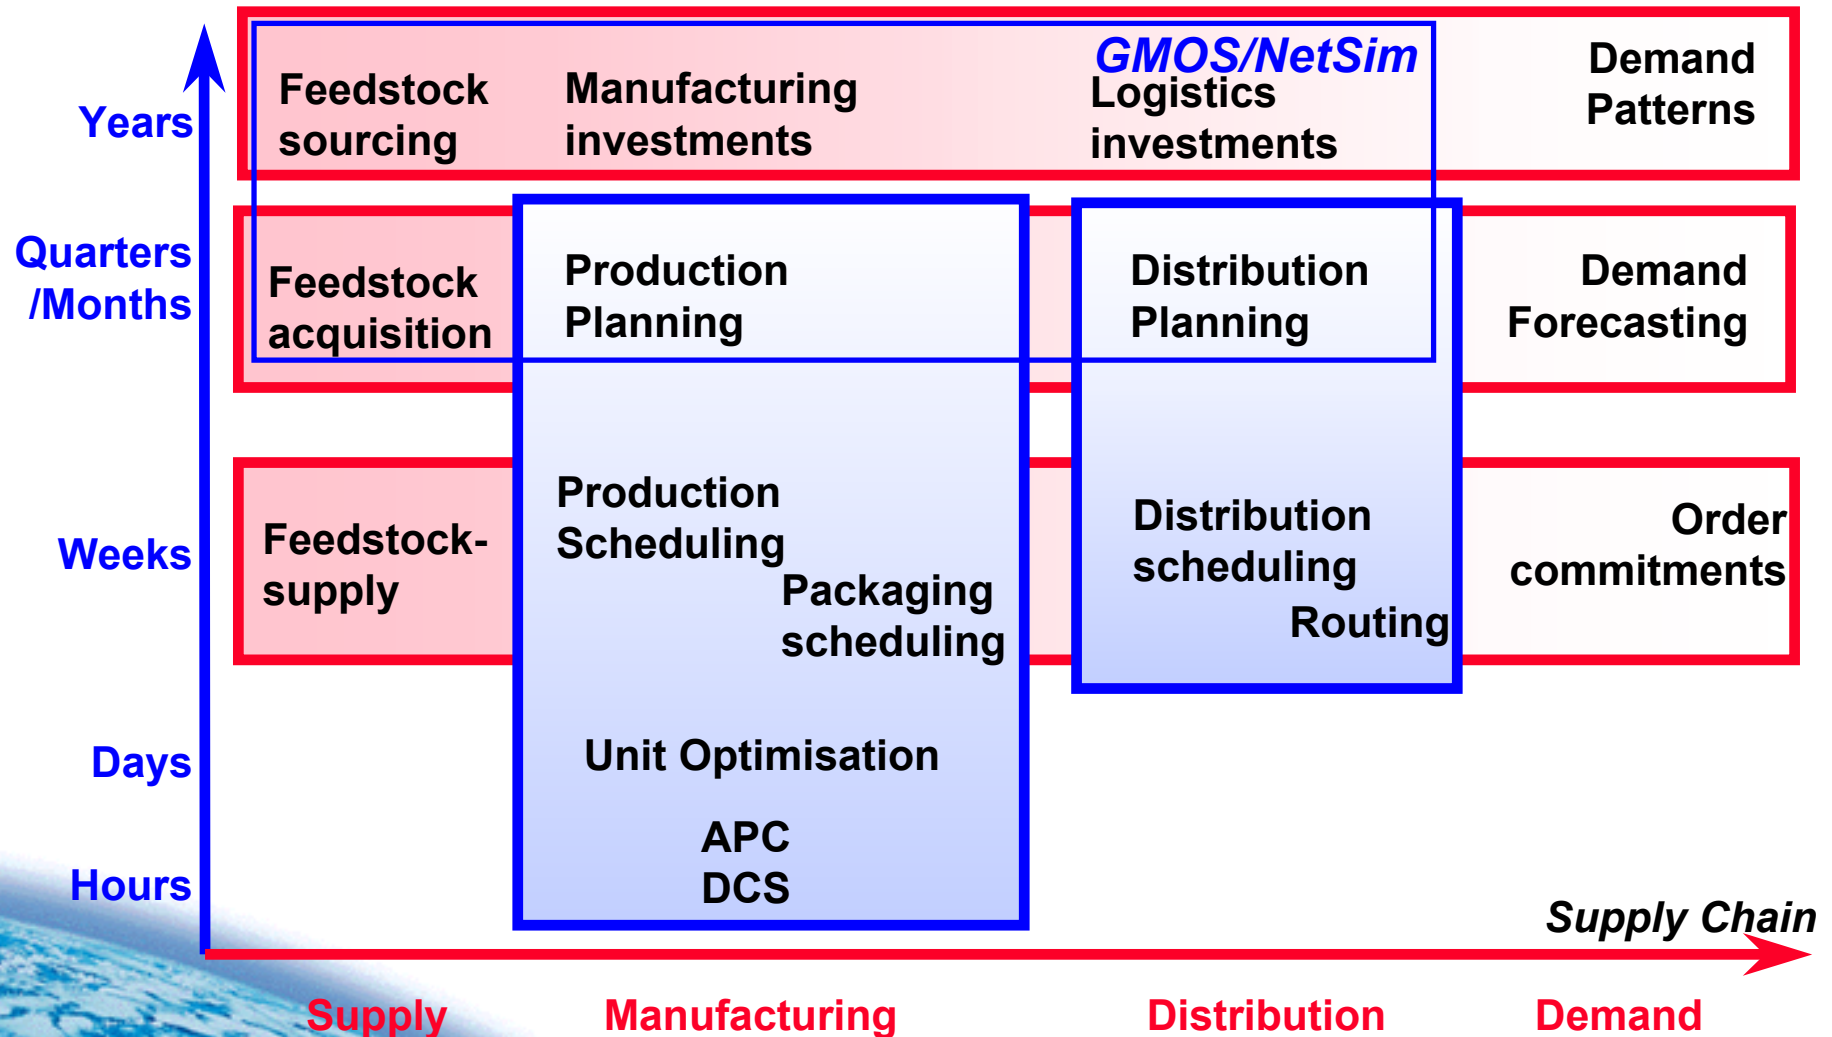 GMOS/NetSim
Years
Feedstock
sourcing
Manufacturing
investments
Logistics
investments
Demand
Patterns
Quarters
/Months
Feedstock
acquisition
Production
Planning
Distribution
Planning
Demand
Forecasting
Weeks
Feedstock-
supply
Production
Scheduling
Packaging
scheduling
Distribution
scheduling
Routing
Order
commitments
Days
Unit Optimisation
Hours
APC
DCS
Supply Chain
Supply
Manufacturing
Distribution
Demand